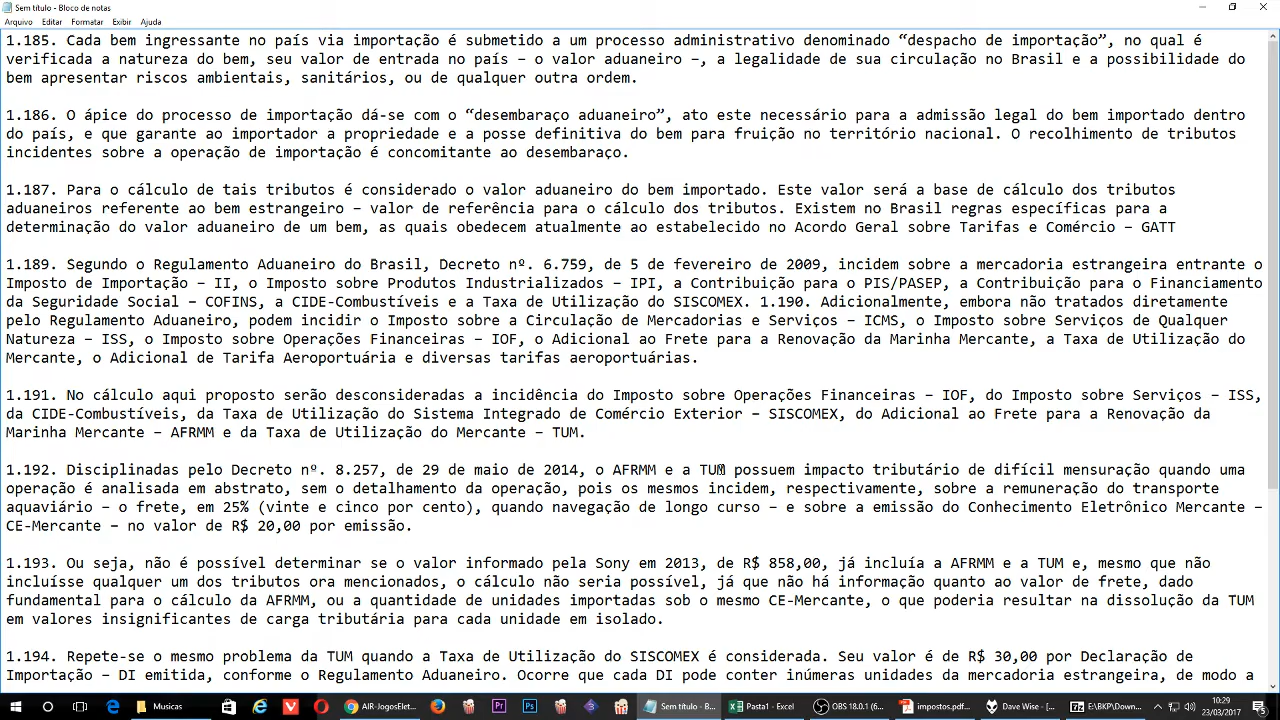 Sem título - Bloco de notas
Arquivo Editar Formatar Exibir Ajuda
1.185. Cada bem ingressante no país via importação é submetido a um processo administrativo denominado “despacho de importação”, no qual é
verificada a natureza do bem, seu valor de entrada no país – o valor aduaneiro –, a legalidade de sua circulação no Brasil e a possibilidade do
bem apresentar riscos ambientais, sanitários, ou de qualquer outra ordem.
1.186. O ápice do processo de importação dá-se com o “desembaraço aduaneiro”, ato este necessário para a admissão legal do bem importado dentro
do país, e que garante ao importador a propriedade e a posse definitiva do bem para fruição no território nacional. O recolhimento de tributos
incidentes sobre a operação de importação é concomitante ao desembaraço.
1.187. Para o cálculo de tais tributos é considerado o valor aduaneiro do bem importado. Este valor será a base de cálculo dos tributos
aduaneiros referente ao bem estrangeiro – valor de referência para o cálculo dos tributos. Existem no Brasil regras específicas para a
determinação do valor aduaneiro de um bem, as quais obedecem atualmente ao estabelecido no Acordo Geral sobre Tarifas e Comércio – GATT
1.189. Segundo o Regulamento Aduaneiro do Brasil, Decreto nº. 6.759, de 5 de fevereiro de 2009, incidem sobre a mercadoria estrangeira entrante o
Imposto de Importação – II, o Imposto sobre Produtos Industrializados – IPI, a Contribuição para o PIS/PASEP, a Contribuição para o Financiamento
da Seguridade Social – COFINS, a CIDE-Combustíveis e a Taxa de Utilização do SISCOMEX. 1.190. Adicionalmente, embora não tratados diretamente
pelo Regulamento Aduaneiro, podem incidir o Imposto sobre a Circulação de Mercadorias e Serviços – ICMS, o Imposto sobre Serviços de Qualquer
Natureza – ISS, o Imposto sobre Operações Financeiras – IOF, o Adicional ao Frete para a Renovação da Marinha Mercante, a Taxa de Utilização do
Mercante, o Adicional de Tarifa Aeroportuária e diversas tarifas aeroportuárias.
1.191. No cálculo aqui proposto serão desconsideradas a incidência do Imposto sobre Operações Financeiras – IOF, do Imposto sobre Serviços – ISS,
da CIDE-Combustíveis, da Taxa de Utilização do Sistema Integrado de Comércio Exterior – SISCOMEX, do Adicional ao Frete para a Renovação da
Marinha Mercante – AFRMM e da Taxa de Utilização do Mercante – TUM.
1.192. Disciplinadas pelo Decreto nº. 8.257, de 29 de maio de 2014, o AFRMM e a TUM possuem impacto tributário de difícil mensuração quando uma
operação é analisada em abstrato, sem o detalhamento da operação, pois os mesmos incidem, respectivamente, sobre a remuneração do transporte
aquaviário – o frete, em 25% (vinte e cinco por cento), quando navegação de longo curso – e sobre a emissão do Conhecimento Eletrônico Mercante –
CE-Mercante – no valor de R$ 20,00 por emissão.
1.193. Ou seja, não é possível determinar se o valor informado pela Sony em 2013, de R$ 858,00, já incluía a AFRMM e a TUM e, mesmo que não
incluísse qualquer um dos tributos ora mencionados, o cálculo não seria possível, já que não há informação quanto ao valor de frete, dado
fundamental para o cálculo da AFRMM, ou a quantidade de unidades importadas sob o mesmo CE-Mercante, o que poderia resultar na dissolução da TUM
em valores insignificantes de carga tributária para cada unidade em isolado.
1.194. Repete-se o mesmo problema da TUM quando a Taxa de Utilização do SISCOMEX é considerada. Seu valor é de R$ 30,00 por Declaração de
Importação – DI emitida, conforme o Regulamento Aduaneiro. Ocorre que cada DI pode conter inúmeras unidades da mercadoria estrangeira, de modo a
Musicas AIR-JogosElet... Pr Ps Sem título - B... Pasta1 - Excel OBS 18.0.1 (6... impostos.pdf... Dave Wise - [... E:\BKP\Down... 10:29
23/03/2017